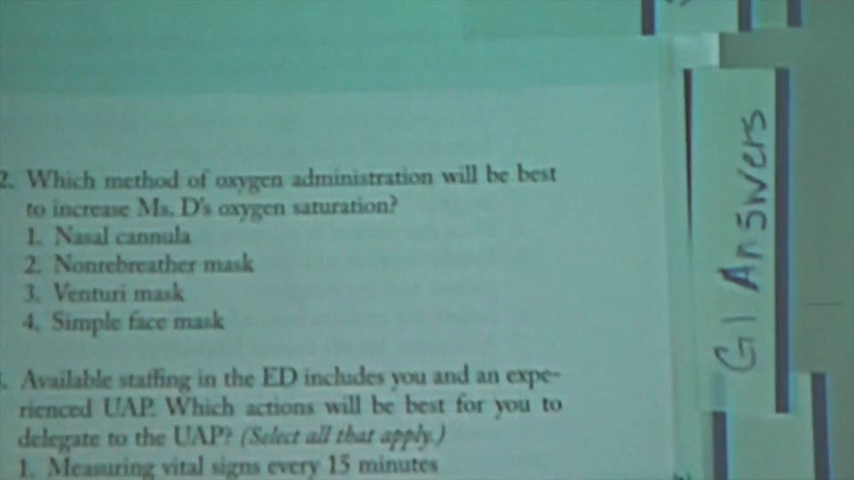 2. Which method of oxygen administration will be best
to increase Ms. D's oxygen saturation?
1. Nasal cannula
2. Nonrebreather mask
3. Venturi mask
4. Simple face mask
. Available staffing in the ED includes you and an expe-
rienced UAP. Which actions will be best for you to
delegate to the UAP? (Select all that apply.)
1. Measuring vital signs every 15 minutes
GI Answers